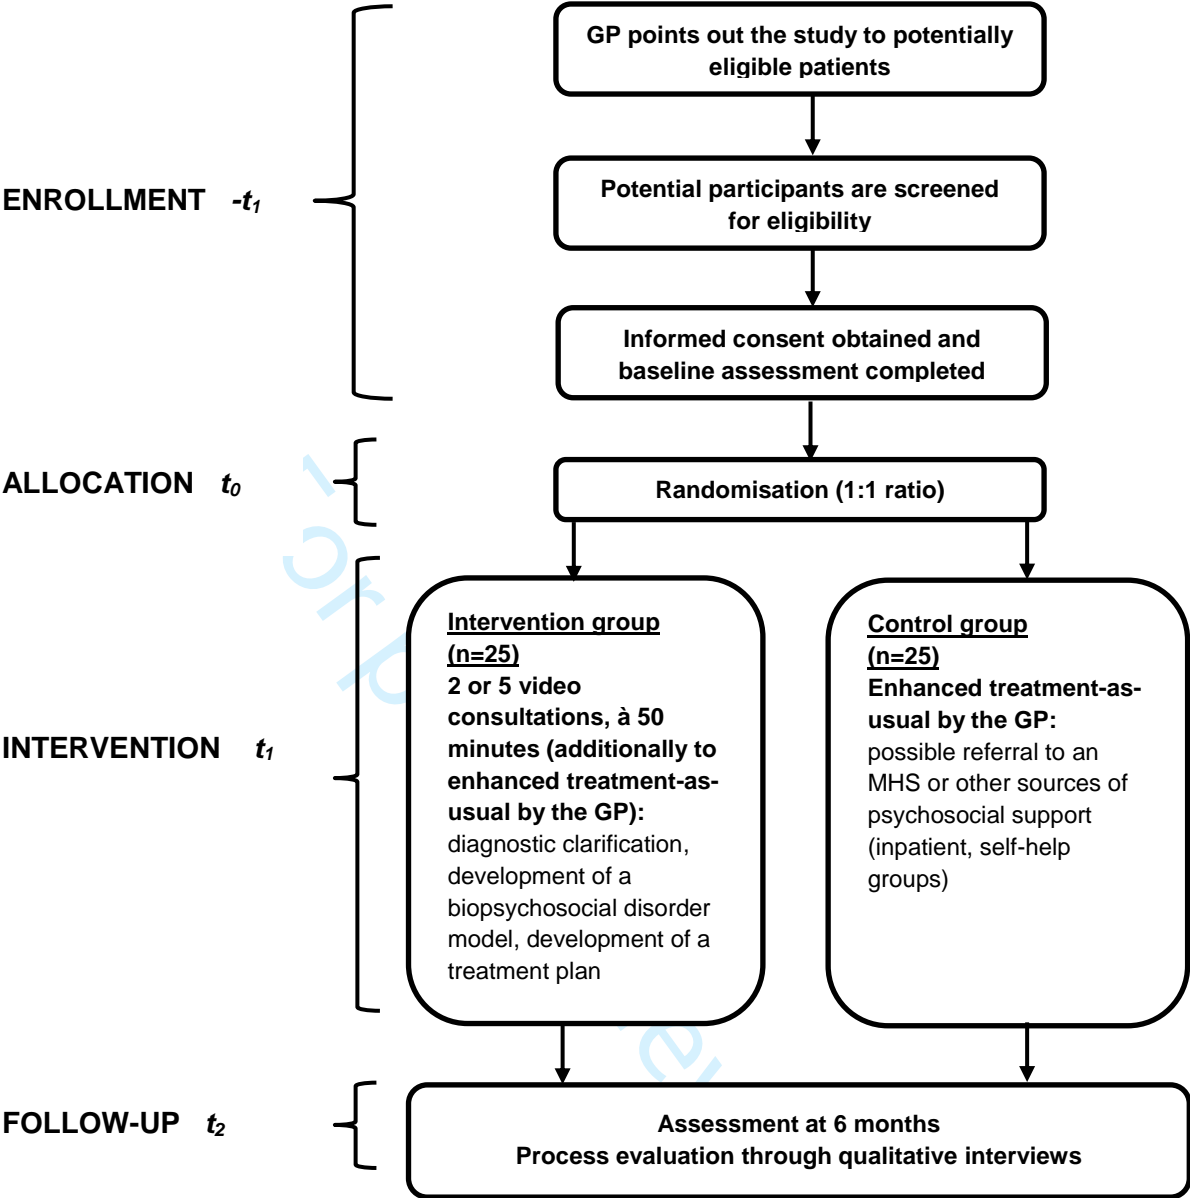 GP points out the study to potentially
eligible patients
ENROLLMENT -t1
Potential participants are screened
for eligibility
Informed consent obtained and
baseline assessment completed
ALLOCATION t0
Randomisation (1:1 ratio)
INTERVENTION t1
Intervention group
(n=25)
2 or 5 video
consultations, à 50
minutes (additionally to
enhanced treatment-as-
usual by the GP):
diagnostic clarification,
development of a
biopsychosocial disorder
model, development of a
treatment plan
Control group
(n=25)
Enhanced treatment-as-
usual by the GP:
possible referral to an
MHS or other sources of
psychosocial support
(inpatient, self-help
groups)
FOLLOW-UP t2
Assessment at 6 months
Process evaluation through qualitative interviews